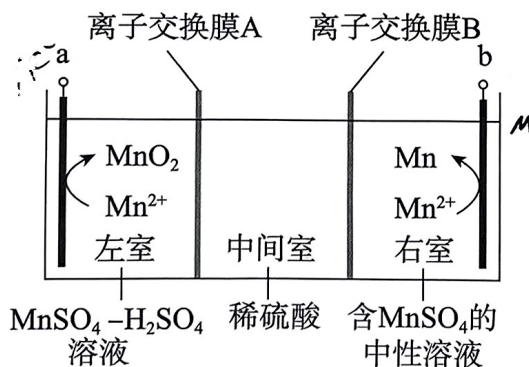 离子交换膜A 离子交换膜B
a b
MnO₂ Mn
Mn²⁺ Mn²⁺
左室 中间室 右室
MnSO₄–H₂SO₄ 稀硫酸 含MnSO₄的
溶液 中性溶液